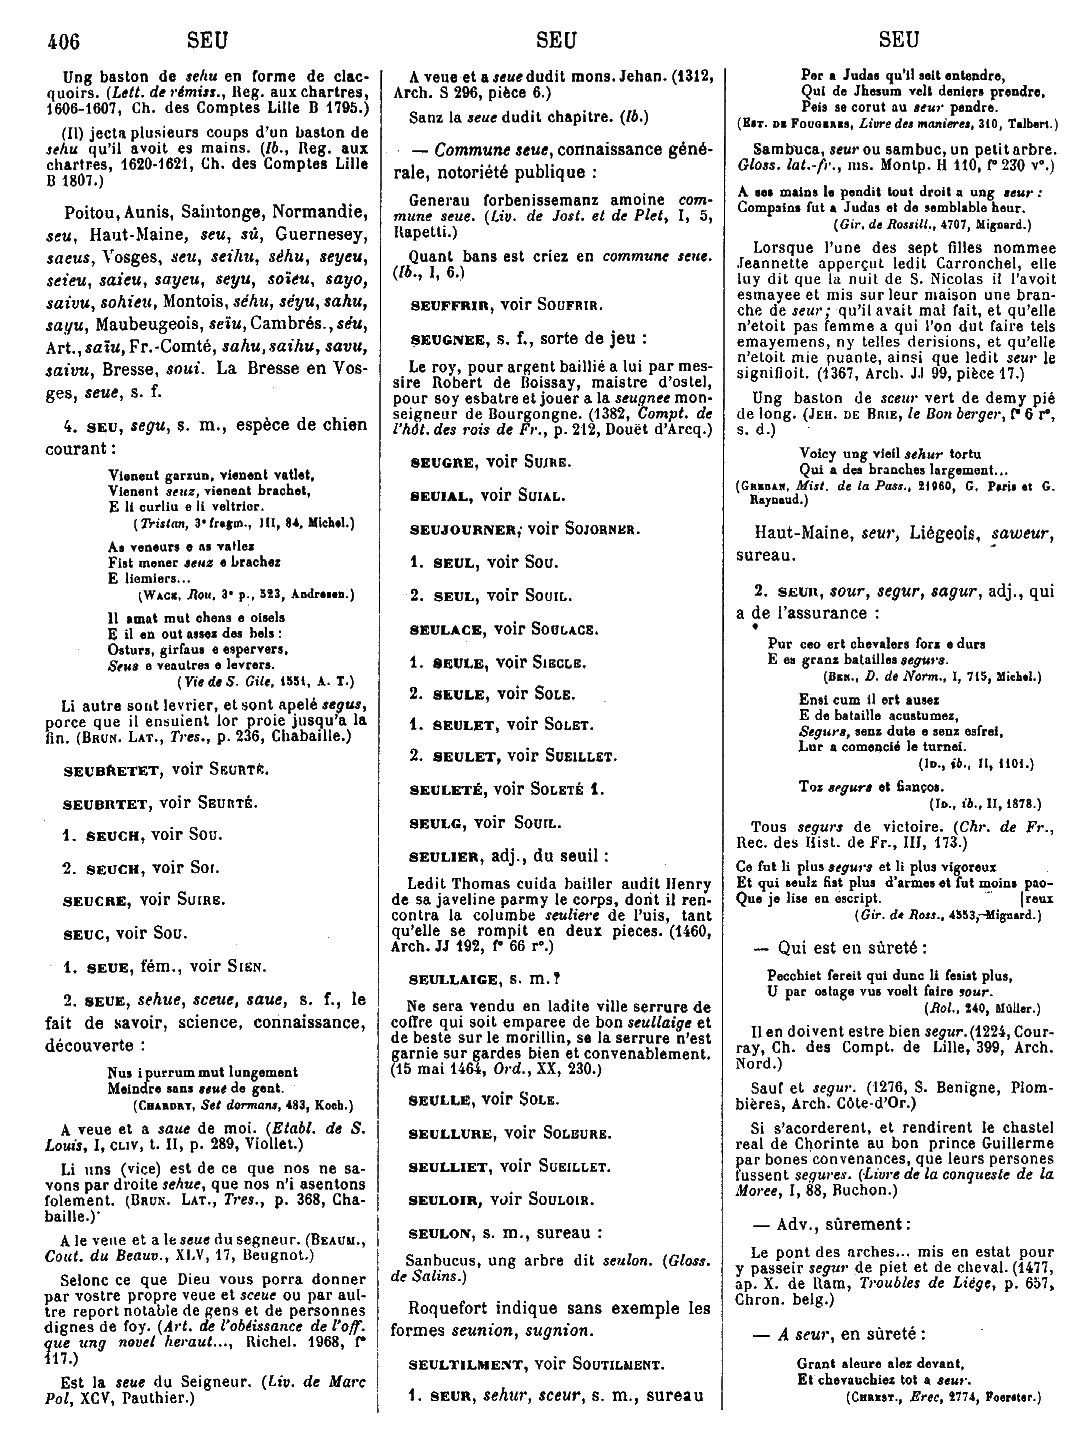 406 SEU SEU SEU
Ung baston de sehu en forme de clac-
quoirs. (Lett. de rémiss., Reg. aux chartres,
1606-1607, Ch. des Comptes Lille B 1795.)
(Il) jecta plusieurs coups d'un baston de
sehu qu'il avoit es mains. (Ib., Reg. aux
chartres, 1620-1621, Ch. des Comptes Lille
B 1807.)
Poitou, Aunis, Saintonge, Normandie,
seu, Haut-Maine, seu, sû, Guernesey,
saeus, Vosges, seu, seihu, séhu, seyeu,
seieu, saieu, sayeu, seyu, soïeu, sayo,
saivu, sohieu, Montois, séhu, séyu, sahu,
sayu, Maubeugeois, seïu, Cambrés., séu,
Art., saïu, Fr.-Comté, sahu, saihu, savu,
saivu, Bresse, soui. La Bresse en Vos-
ges, seue, s. f.
4. SEU, segu, s. m., espèce de chien
courant :
Vienent garzun, vienent vatlet,
Vienent seuz, vienent brachet,
E li curliu e li veltrier.
(Tristan, 3e fragm., III, 84, Michel.)
As veneurs e as vatlez
Fist mener seuz e brachez
E liemiers...
(WACE, Rou, 3e p., 523, Andresen.)
Il amat mut chens e oisels
E il en out assez des bels :
Osturs, girfaus e espervers,
Seus e veautres e levrers.
(Vie de S. Gile, 1551, A. T.)
Li autre sont levrier, et sont apelé segus,
porce que il ensuient lor proie jusqu'a la
fin. (BRUN. LAT., Tres., p. 236, Chabaille.)
SEUBRETET, voir SEURTÉ.
SEUBRTET, voir SEURTÉ.
1. SEUCH, voir SOU.
2. SEUCH, voir SOI.
SEUCRE, voir SUIRE.
SEUC, voir SOU.
1. SEUE, fém., voir SIEN.
2. SEUE, sehue, sceue, saue, s. f., le
fait de savoir, science, connaissance,
découverte :
Nus i purrum mut lungement
Meindre sans seue de gent.
(CHARDRY, Set dormans, 483, Koch.)
A veue et a saue de moi. (Etabl. de S.
Louis, I, CLIV, t. II, p. 289, Viollet.)
Li uns (vice) est de ce que nos ne sa-
vons par droite sehue, que nos n'i asentons
folement. (BRUN. LAT., Tres., p. 368, Cha-
baille.)
A le veue et a le seue du segneur. (BEAUM.,
Cout. du Beauv., XLV, 17, Beugnot.)
Selonc ce que Dieu vous porra donner
par vostre propre veue et sceue ou par aul-
tre report notable de gens et de personnes
dignes de foy. (Art. de l'obéissance de l'off.
que ung novel heraut..., Richel. 1968, fo
117.)
Est la seue du Seigneur. (Liv. de Marc
Pol, XCV, Pauthier.)
A veue et a seue dudit mons. Jehan. (1312,
Arch. S 296, pièce 6.)
Sanz la seue dudit chapitre. (Ib.)
— Commune seue, connaissance géné-
rale, notoriété publique :
Generau forbenissemanz amoine com-
mune seue. (Liv. de Jost. et de Plet, I, 5,
Rapetti.)
Quant bans est criez en commune seue.
(Ib., I, 6.)
SEUFFRIR, voir SOUFRIR.
SEUGNEE, s. f., sorte de jeu :
Le roy, pour argent baillié a lui par mes-
sire Robert de Boissay, maistre d'ostel,
pour soy esbatre et jouer a la seugnee mon-
seigneur de Bourgongne. (1382, Compt. de
l'hôt. des rois de Fr., p. 212, Douët d'Arcq.)
SEUGRE, voir SUIRE.
SEUIAL, voir SUIAL.
SEUJOURNER, voir SOJORNER.
1. SEUL, voir SOU.
2. SEUL, voir SOUIL.
SEULACE, voir SOULACE.
1. SEULE, voir SIECLE.
2. SEULE, voir SOLE.
1. SEULET, voir SOLET.
2. SEULET, voir SUEILLET.
SEULETÉ, voir SOLETÉ 1.
SEULG, voir SOUIL.
SEULIER, adj., du seuil :
Ledit Thomas cuida bailler audit Henry
de sa javeline parmy le corps, dont il ren-
contra la columbe seuliere de l'uis, tant
qu'elle se rompit en deux pieces. (1460,
Arch. JJ 192, fo 66 ro.)
SEULLAIGE, s. m.?
Ne sera vendu en ladite ville serrure de
coffre qui soit emparee de bon seullaige et
de beste sur le morillin, se la serrure n'est
garnie sur gardes bien et convenablement.
(15 mai 1464, Ord., XX, 230.)
SEULLE, voir SOLE.
SEULLURE, voir SOLEURE.
SEULLIET, voir SUEILLET.
SEULOIR, voir SOULOIR.
SEULON, s. m., sureau :
Sanbucus, ung arbre dit seulon. (Gloss.
de Salins.)
Roquefort indique sans exemple les
formes seunion, sugnion.
SEULTILMENT, voir SOUTILMENT.
1. SEUR, sehur, sceur, s. m., sureau
Per a Judas qu'il seit entendre,
Qui de Jhesum velt deniers prendre,
Peis se corut au seur pendre.
(EST. DE FOUGERES, Livre des manieres, 310, Talbert.)
Sambuca, seur ou sambuc, un petit arbre.
Gloss. lat.-fr., ms. Montp. H 110, fo 230 vo.)
A ses mains le pendit tout droit a ung seur :
Compains fut a Judas et de semblable heur.
(Gir. de Rossill., 4707, Mignard.)
Lorsque l'une des sept filles nommee
Jeannette apperçut ledit Carronchel, elle
luy dit que la nuit de S. Nicolas il l'avoit
esmayee et mis sur leur maison une bran-
che de seur; qu'il avait mal fait, et qu'elle
n'etoit pas femme a qui l'on dut faire tels
emayemens, ny telles derisions, et qu'elle
n'etoit mie puante, ainsi que ledit seur le
signifioit. (1367, Arch. JJ 99, pièce 17.)
Ung baston de sceur vert de demy pié
de long. (JEH. DE BRIE, le Bon berger, fo 6 ro,
s. d.)
Voicy ung vieil sehur tortu
Qui a des branches largement...
(GREBAN, Mist. de la Pass., 21960, G. Paris et G.
Raynaud.)
Haut-Maine, seur, Liégeois, saweur,
sureau.
2. SEUR, sour, segur, sagur, adj., qui
a de l'assurance :
Pur ceo ert chevalers forz e durs
E es granz batailles segurs.
(BEN., D. de Norm., I, 715, Michel.)
Ensi cum il ert ausez
E de bataille acustumez,
Segurs, senz dute e senz esfrei,
Lur a comencié le turnei.
(ID., ib., II, 1101.)
Toz segurs et fianços.
(ID., ib., II, 1878.)
Tous segurs de victoire. (Chr. de Fr.,
Rec. des Hist. de Fr., III, 173.)
Ce fut li plus segurs et li plus vigoreux
Et qui seulz fist plus d'armes et fut moins pao-
Que je lise en escript. [reux
(Gir. de Ross., 4553, Mignard.)
— Qui est en sûreté :
Pecchiet fereit qui dunc li fesist plus,
U par ostage vus voelt faire sour.
(Rol., 240, Müller.)
Il en doivent estre bien segur. (1224, Cour-
ray, Ch. des Compt. de Lille, 399, Arch.
Nord.)
Sauf et segur. (1276, S. Benigne, Plom-
bières, Arch. Côte-d'Or.)
Si s'acorderent, et rendirent le chastel
real de Chorinte au bon prince Guillerme
par bones convenances, que leurs persones
fussent segures. (Livre de la conqueste de la
Moree, I, 88, Buchon.)
— Adv., sûrement :
Le pont des arches... mis en estat pour
y passeir segur de piet et de cheval. (1477,
ap. X. de Ram, Troubles de Liége, p. 657,
Chron. belg.)
— A seur, en sûreté :
Grant aleure alez devant,
Et chevauchiez tot a seur.
(CHREST., Erec, 2774, Foerster.)